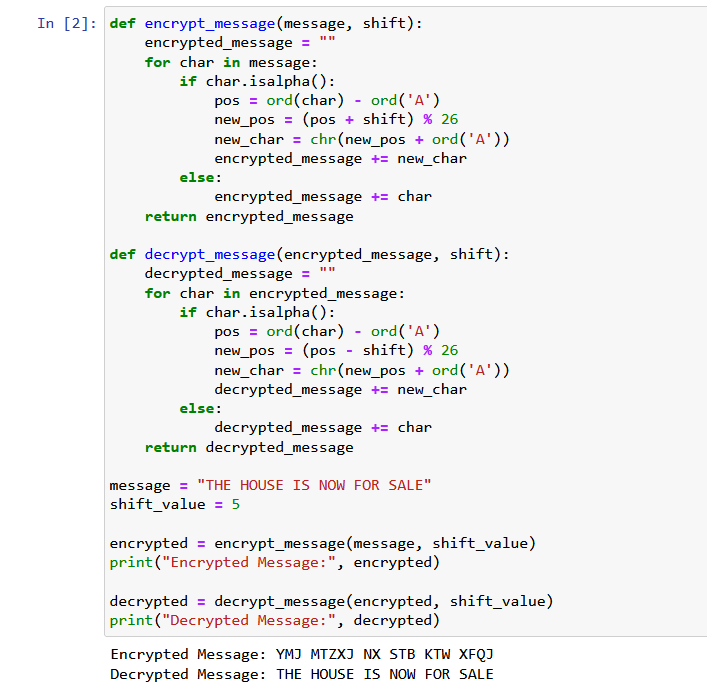 In [2]: def encrypt_message(message, shift):
    encrypted_message = ""
    for char in message:
        if char.isalpha():
            pos = ord(char) - ord('A')
            new_pos = (pos + shift) % 26
            new_char = chr(new_pos + ord('A'))
            encrypted_message += new_char
        else:
            encrypted_message += char
    return encrypted_message

def decrypt_message(encrypted_message, shift):
    decrypted_message = ""
    for char in encrypted_message:
        if char.isalpha():
            pos = ord(char) - ord('A')
            new_pos = (pos - shift) % 26
            new_char = chr(new_pos + ord('A'))
            decrypted_message += new_char
        else:
            decrypted_message += char
    return decrypted_message

message = "THE HOUSE IS NOW FOR SALE"
shift_value = 5

encrypted = encrypt_message(message, shift_value)
print("Encrypted Message:", encrypted)

decrypted = decrypt_message(encrypted, shift_value)
print("Decrypted Message:", decrypted)

Encrypted Message: YMJ MTZXJ NX STB KTW XFQJ
Decrypted Message: THE HOUSE IS NOW FOR SALE